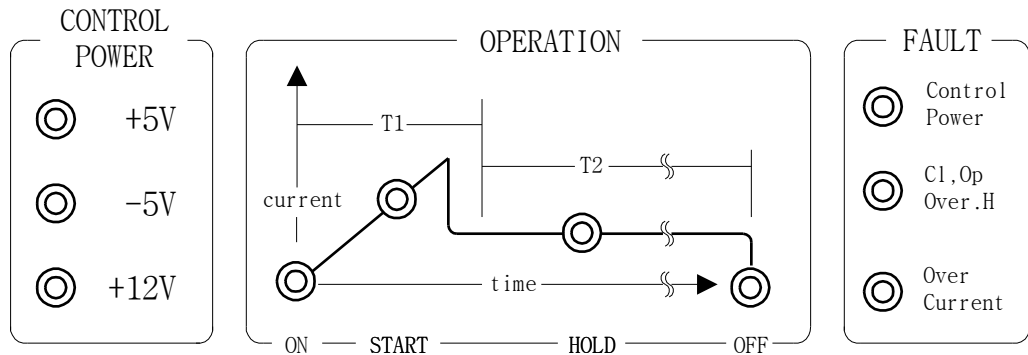 CONTROL
POWER
+5V
-5V
+12V
OPERATION
T1
T2
current
time
ON START HOLD OFF
FAULT
Control
Power
Cl,Op
Over.H
Over
Current